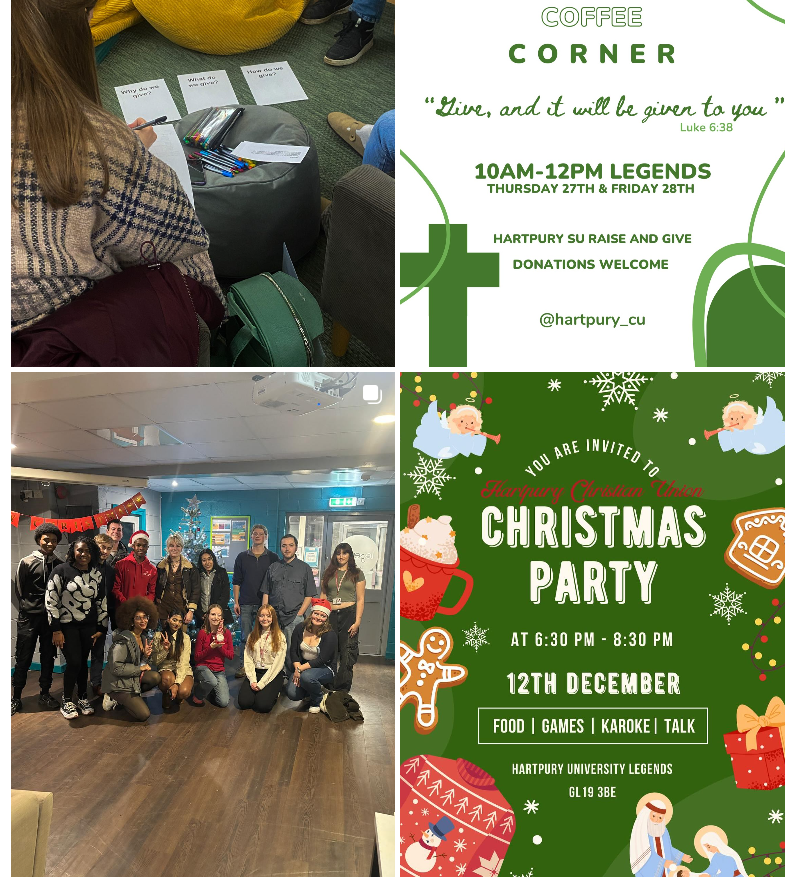 Why do we
give?
What do
we give?
How do we
give?
COFFEE
CORNER
“Give, and it will be given to you”
Luke 6:38
10AM-12PM LEGENDS
THURSDAY 27TH & FRIDAY 28TH
HARTPURY SU RAISE AND GIVE
DONATIONS WELCOME
@hartpury_cu
YOU ARE INVITED TO
Hartpury Christian Union
CHRISTMAS
PARTY
AT 6:30 PM - 8:30 PM
12TH DECEMBER
FOOD | GAMES | KAROKE | TALK
HARTPURY UNIVERSITY LEGENDS
GL19 3BE